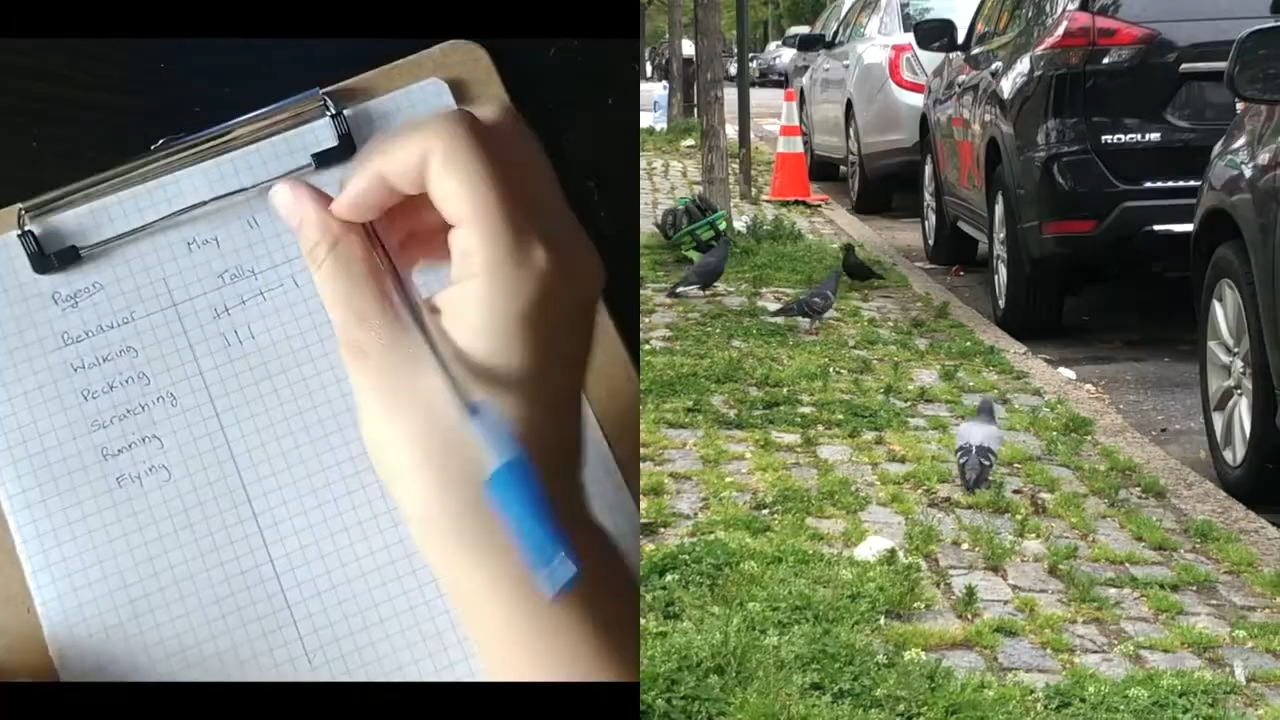 May 11
Pigeon
Behavior Tally
Walking
Pecking
Scratching
Running
Flying
ROGUE